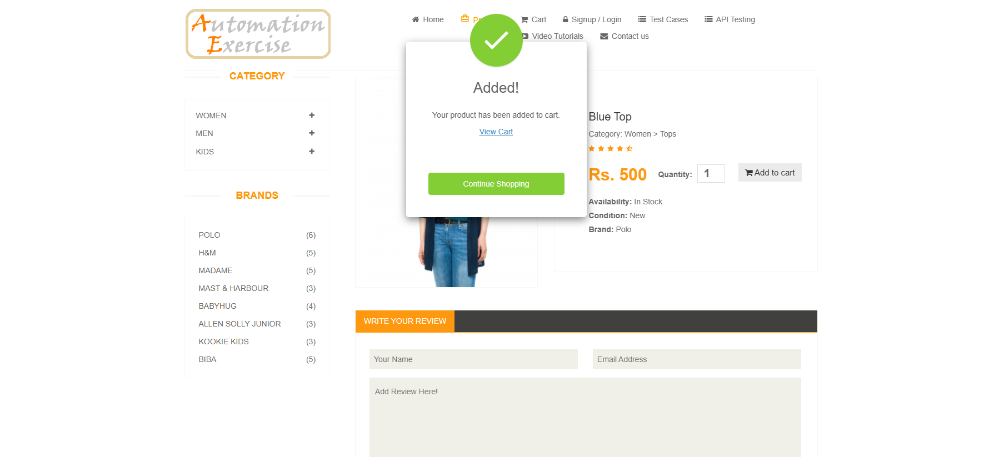 Automation
Exercise
Home
Cart
Signup / Login
Test Cases
API Testing
Video Tutorials
Contact us
CATEGORY
WOMEN
MEN
KIDS
BRANDS
POLO (6)
H&M (5)
MADAME (5)
MAST & HARBOUR (3)
BABYHUG (4)
ALLEN SOLLY JUNIOR (3)
KOOKIE KIDS (3)
BIBA (5)
Added!
Your product has been added to cart.
View Cart
Continue Shopping
Blue Top
Category: Women > Tops
Rs. 500 Quantity: 1 Add to cart
Availability: In Stock
Condition: New
Brand: Polo
WRITE YOUR REVIEW
Your Name
Email Address
Add Review Here!